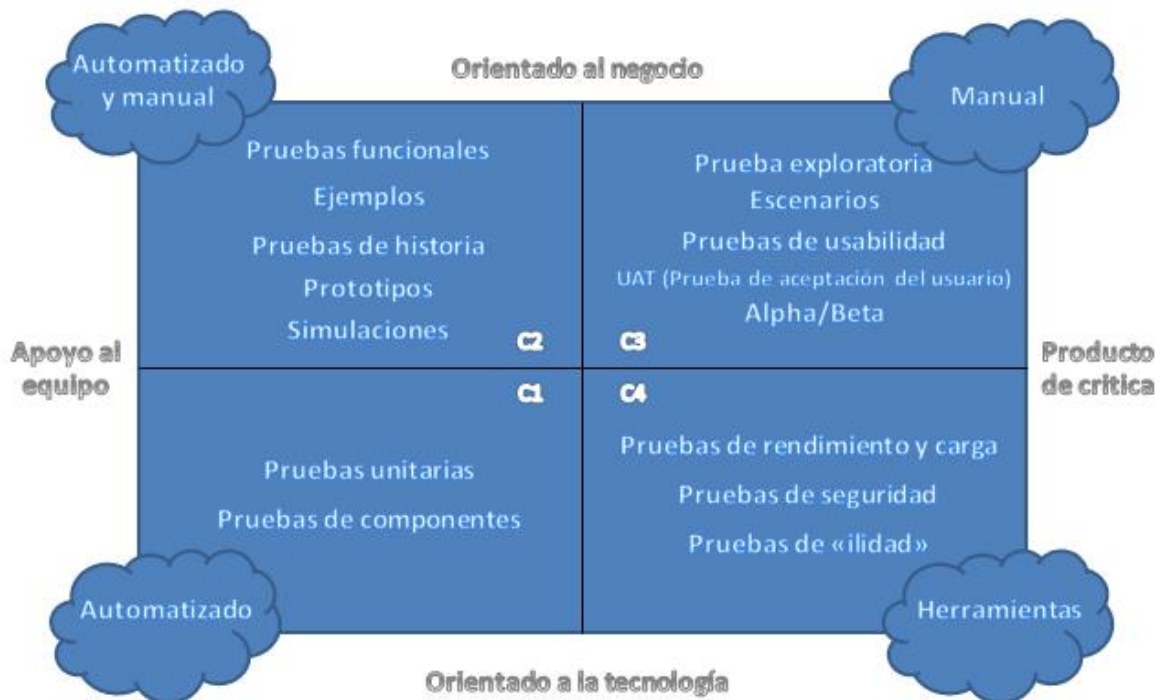 Automatizado
y manual
Orientado al negocio
Manual
Pruebas funcionales
Ejemplos
Pruebas de historia
Prototipos
Simulaciones
C2
Prueba exploratoria
Escenarios
Pruebas de usabilidad
UAT (Prueba de aceptación del usuario)
Alpha/Beta
C3
Apoyo al
equipo
Producto
de critica
C1
Pruebas unitarias
Pruebas de componentes
C4
Pruebas de rendimiento y carga
Pruebas de seguridad
Pruebas de «ilidad»
Automatizado
Herramientas
Orientado a la tecnología